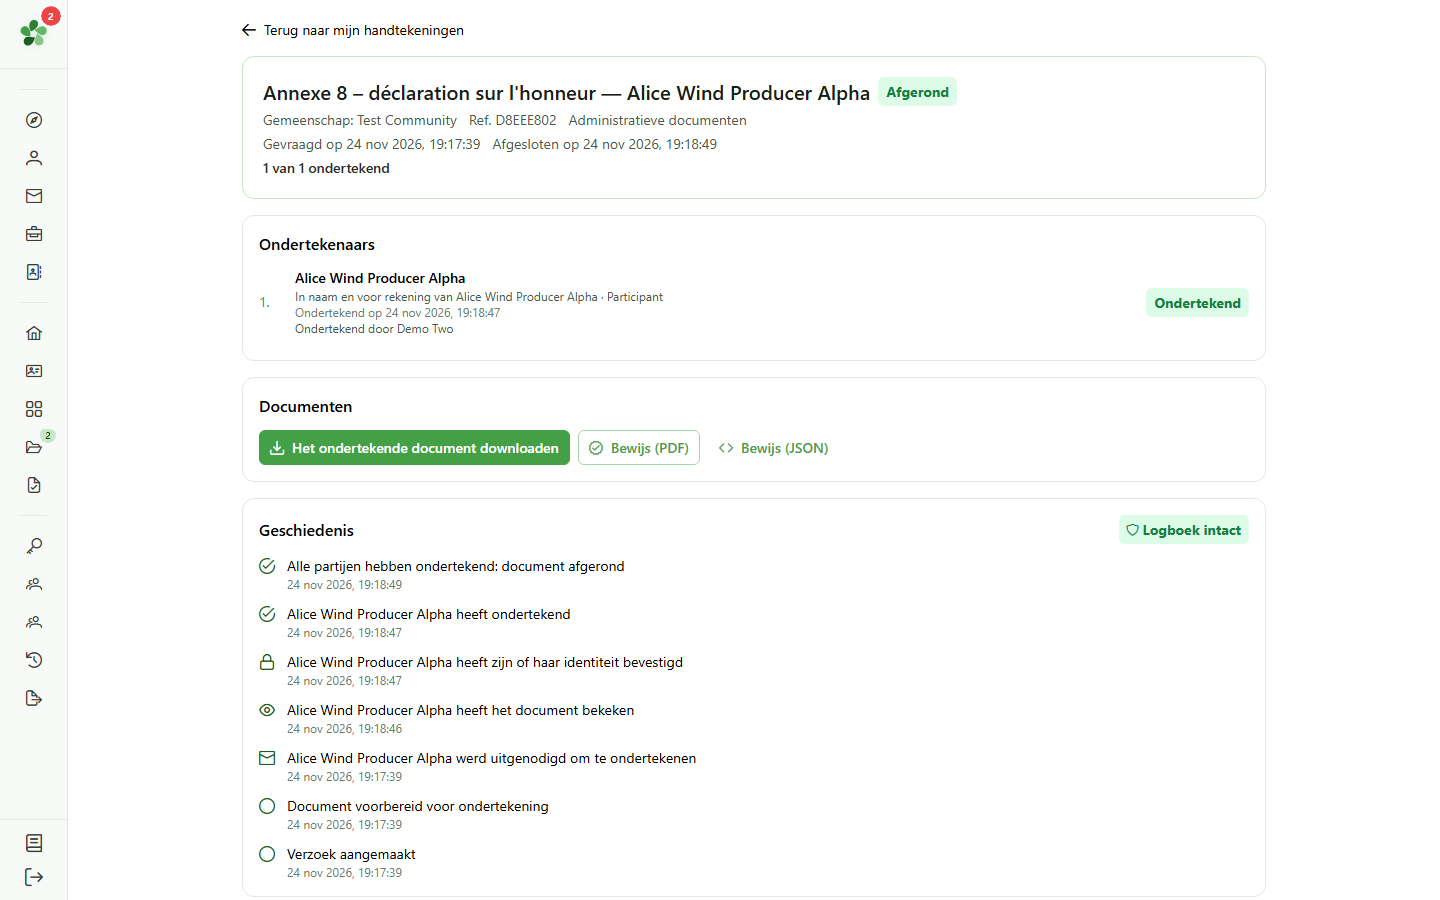 2
Terug naar mijn handtekeningen
Annexe 8 – déclaration sur l'honneur — Alice Wind Producer Alpha
Afgerond
Gemeenschap: Test Community Ref. D8EEE802 Administratieve documenten
Gevraagd op 24 nov 2026, 19:17:39 Afgesloten op 24 nov 2026, 19:18:49
1 van 1 ondertekend
Ondertekenaars
1.
Alice Wind Producer Alpha
In naam en voor rekening van Alice Wind Producer Alpha · Participant
Ondertekend op 24 nov 2026, 19:18:47
Ondertekend door Demo Two
Ondertekend
Documenten
Het ondertekende document downloaden
Bewijs (PDF)
Bewijs (JSON)
2
Geschiedenis
Logboek intact
Alle partijen hebben ondertekend: document afgerond
24 nov 2026, 19:18:49
Alice Wind Producer Alpha heeft ondertekend
24 nov 2026, 19:18:47
Alice Wind Producer Alpha heeft zijn of haar identiteit bevestigd
24 nov 2026, 19:18:47
Alice Wind Producer Alpha heeft het document bekeken
24 nov 2026, 19:18:46
Alice Wind Producer Alpha werd uitgenodigd om te ondertekenen
24 nov 2026, 19:17:39
Document voorbereid voor ondertekening
24 nov 2026, 19:17:39
Verzoek aangemaakt
24 nov 2026, 19:17:39